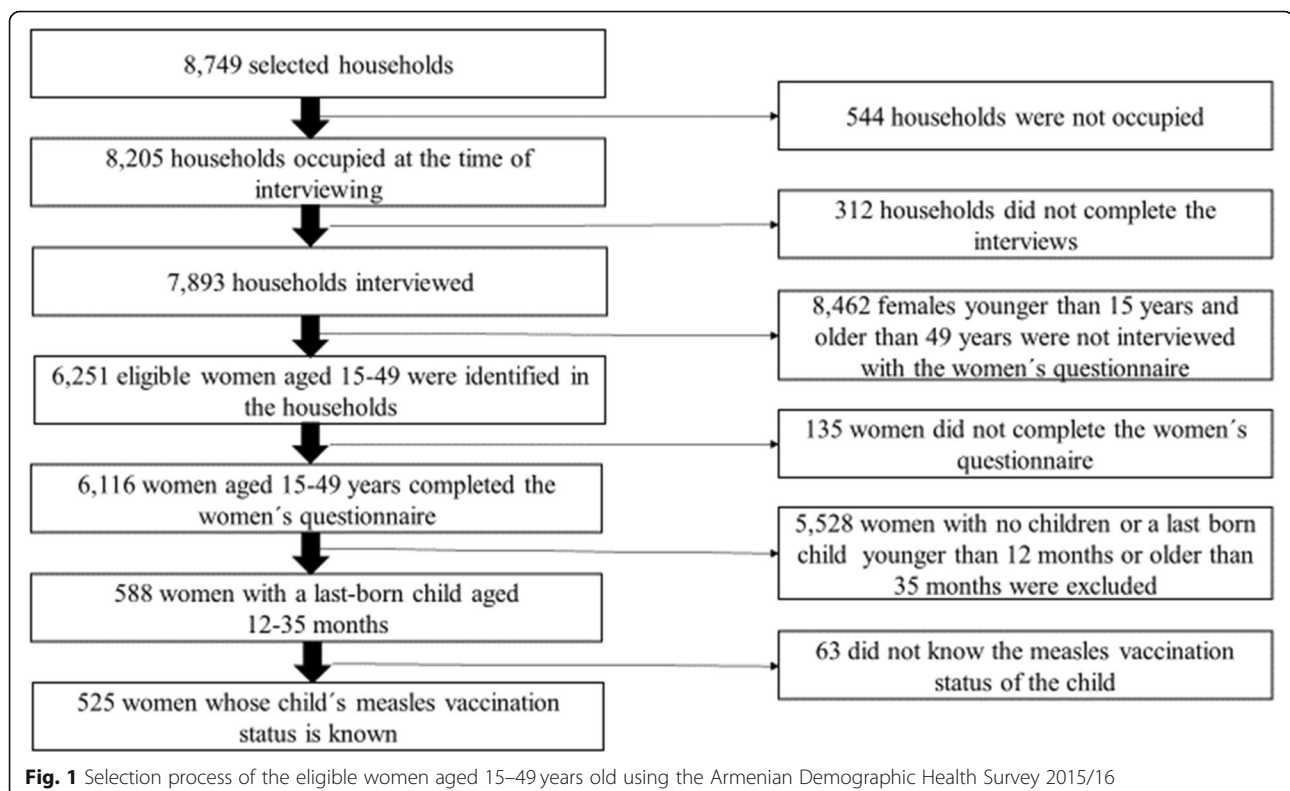 8,749 selected households
544 households were not occupied
8,205 households occupied at the time of
interviewing
312 households did not complete the
interviews
7,893 households interviewed
8,462 females younger than 15 years and
older than 49 years were not interviewed
with the women´s questionnaire
6,251 eligible women aged 15-49 were identified in
the households
135 women did not complete the women´s
questionnaire
6,116 women aged 15-49 years completed the
women´s questionnaire
5,528 women with no children or a last born
child younger than 12 months or older than
35 months were excluded
588 women with a last-born child aged
12-35 months
63 did not know the measles vaccination
status of the child
525 women whose child´s measles vaccination
status is known
Fig. 1 Selection process of the eligible women aged 15–49 years old using the Armenian Demographic Health Survey 2015/16